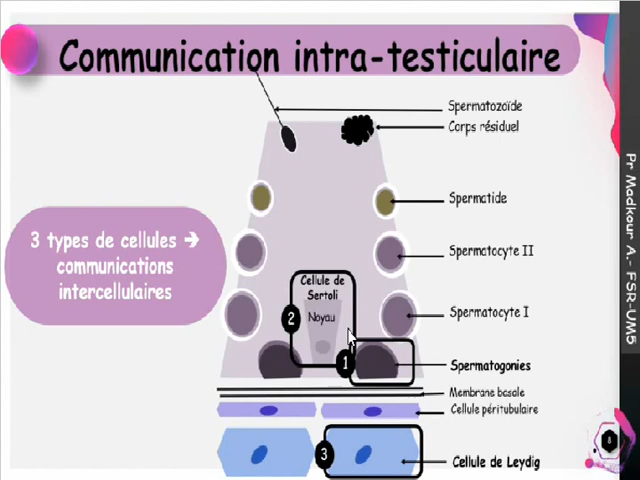 Communication intra-testiculaire
Spermatozoïde
Corps résiduel
Spermatide
3 types de cellules →
communications
intercellulaires
Spermatocyte II
Cellule de
Sertoli
2
Noyau
Spermatocyte I
1
Spermatogonies
Membrane basale
Cellule péritubulaire
3
Cellule de Leydig
Pr Madkour A.- FSR-UM5